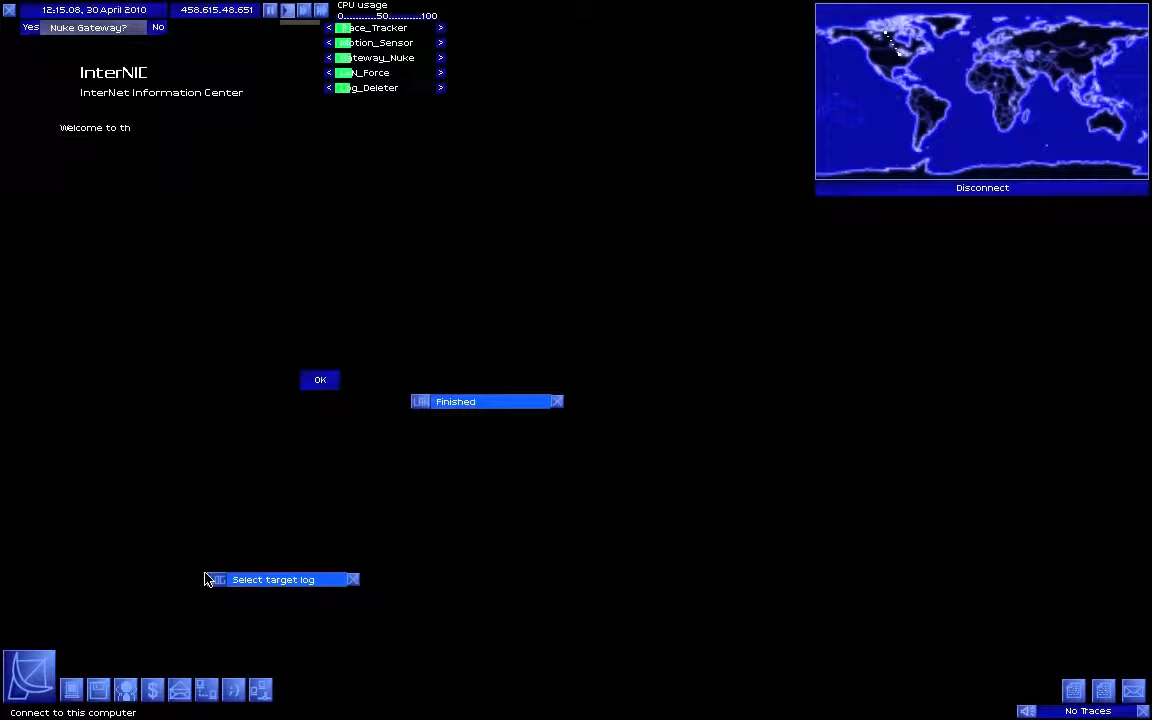 12:15.08, 30 April 2010
458.615.48.651
CPU usage
0..........50..........100
Yes
Nuke Gateway?
No
ace_Tracker
otion_Sensor
ateway_Nuke
N_Force
g_Deleter
InterNIC
InterNet Information Center
Welcome to th
Disconnect
OK
LAN
Finished
Select target log
Connect to this computer
No Traces